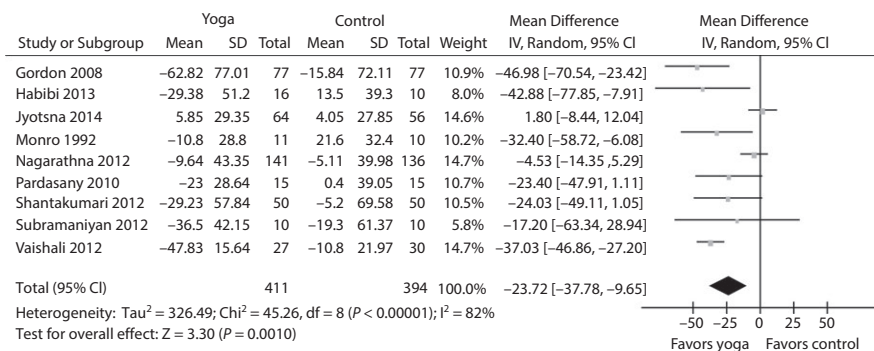 Yoga Control Mean Difference Mean Difference
Study or Subgroup Mean SD Total Mean SD Total Weight IV, Random, 95% CI IV, Random, 95% CI
Gordon 2008 −62.82 77.01 77 −15.84 72.11 77 10.9% −46.98 [−70.54, −23.42]
Habibi 2013 −29.38 51.2 16 13.5 39.3 10 8.0% −42.88 [−77.85, −7.91]
Jyotsna 2014 5.85 29.35 64 4.05 27.85 56 14.6% 1.80 [−8.44, 12.04]
Monro 1992 −10.8 28.8 11 21.6 32.4 10 10.2% −32.40 [−58.72, −6.08]
Nagarathna 2012 −9.64 43.35 141 −5.11 39.98 136 14.7% −4.53 [−14.35, 5.29]
Pardasany 2010 −23 28.64 15 0.4 39.05 15 10.7% −23.40 [−47.91, 1.11]
Shantakumari 2012 −29.23 57.84 50 −5.2 69.58 50 10.5% −24.03 [−49.11, 1.05]
Subramaniyan 2012 −36.5 42.15 10 −19.3 61.37 10 5.8% −17.20 [−63.34, 28.94]
Vaishali 2012 −47.83 15.64 27 −10.8 21.97 30 14.7% −37.03 [−46.86, −27.20]
Total (95% CI) 411 394 100.0% −23.72 [−37.78, −9.65]
Heterogeneity: Tau² = 326.49; Chi² = 45.26, df = 8 (P < 0.00001); I² = 82%
Test for overall effect: Z = 3.30 (P = 0.0010)
−50 −25 0 25 50
Favors yoga Favors control